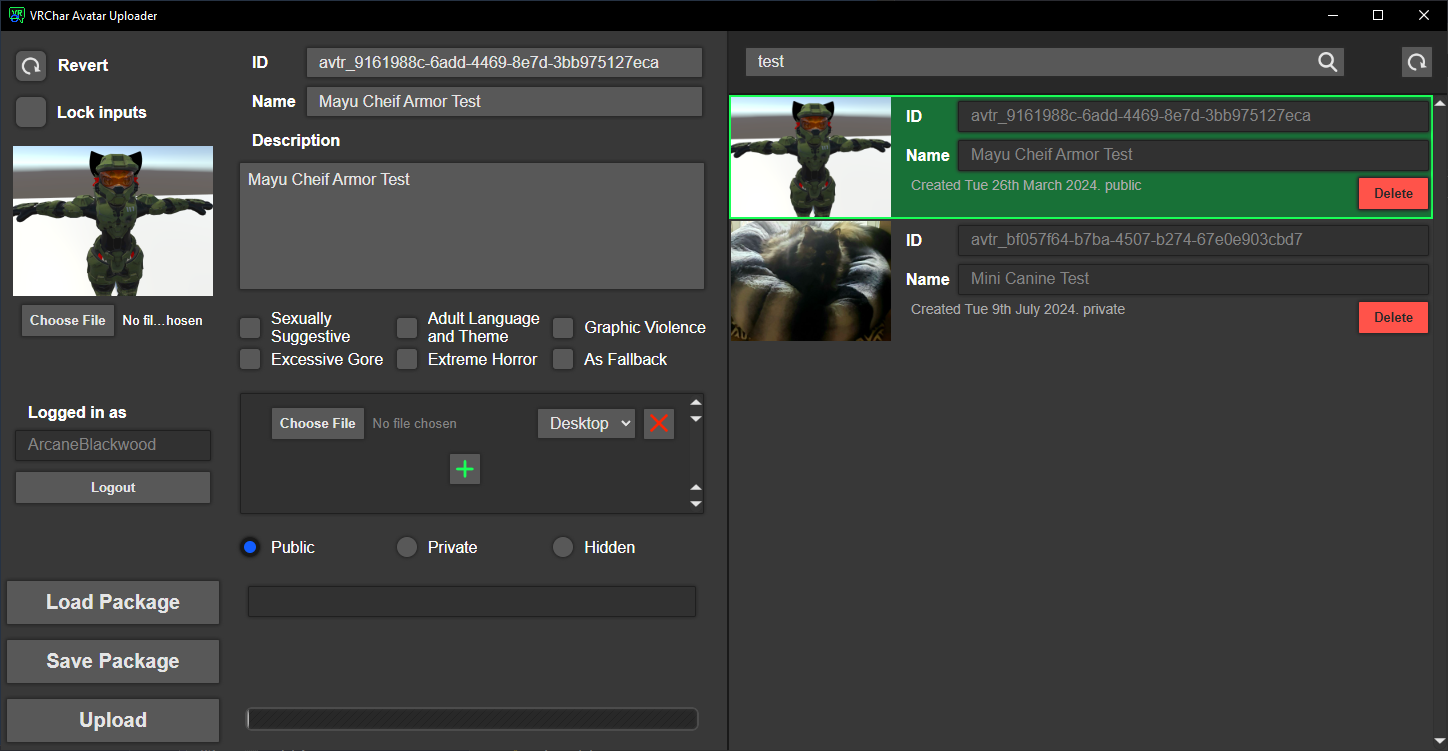 VRChar Avatar Uploader
Revert
Lock inputs
Choose File No fil...hosen
Logged in as
ArcaneBlackwood
Logout
Load Package
Save Package
Upload
ID avtr_9161988c-6add-4469-8e7d-3bb975127eca
Name Mayu Cheif Armor Test
Description
Mayu Cheif Armor Test
Sexually Suggestive
Adult Language and Theme
Graphic Violence
Excessive Gore
Extreme Horror
As Fallback
Choose File No file chosen Desktop
Public
Private
Hidden
test
ID avtr_9161988c-6add-4469-8e7d-3bb975127eca
Name Mayu Cheif Armor Test
Created Tue 26th March 2024. public
Delete
ID avtr_bf057f64-b7ba-4507-b274-67e0e903cbd7
Name Mini Canine Test
Created Tue 9th July 2024. private
Delete